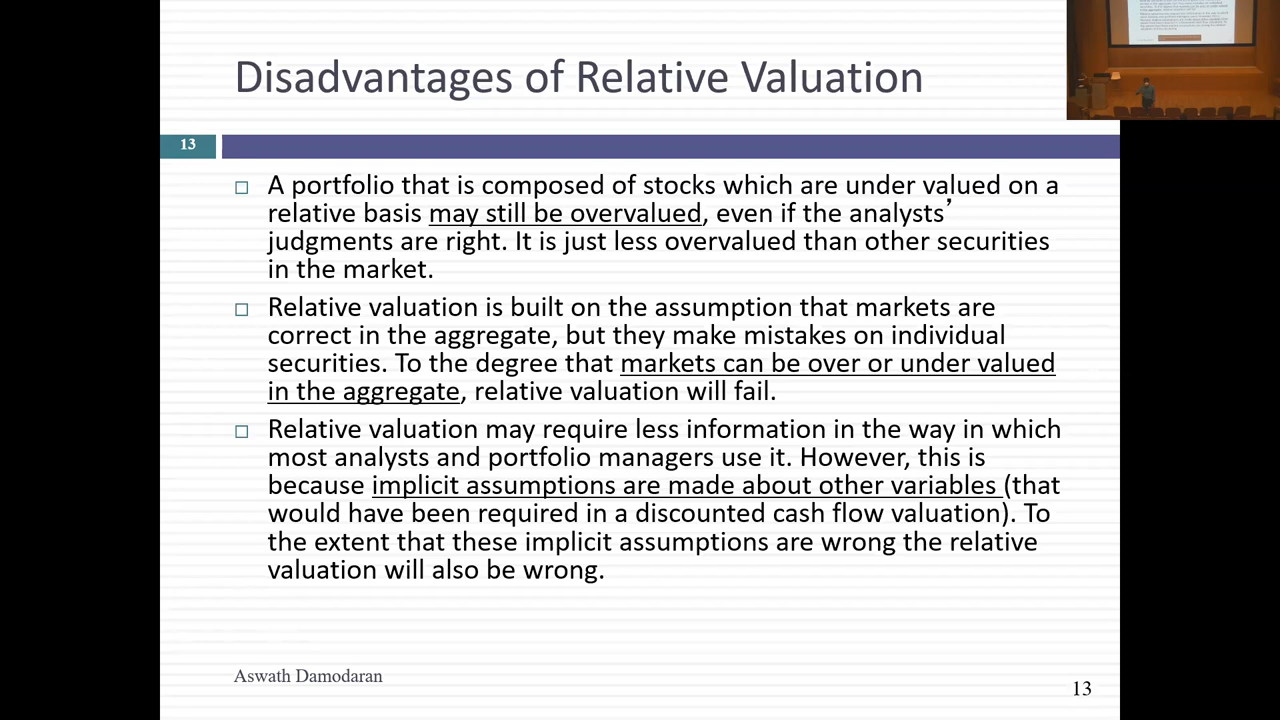 Disadvantages of Relative Valuation
13
A portfolio that is composed of stocks which are under valued on a
relative basis may still be overvalued, even if the analysts’
judgments are right. It is just less overvalued than other securities
in the market.
Relative valuation is built on the assumption that markets are
correct in the aggregate, but they make mistakes on individual
securities. To the degree that markets can be over or under valued
in the aggregate, relative valuation will fail.
Relative valuation may require less information in the way in which
most analysts and portfolio managers use it. However, this is
because implicit assumptions are made about other variables (that
would have been required in a discounted cash flow valuation). To
the extent that these implicit assumptions are wrong the relative
valuation will also be wrong.
Aswath Damodaran
13